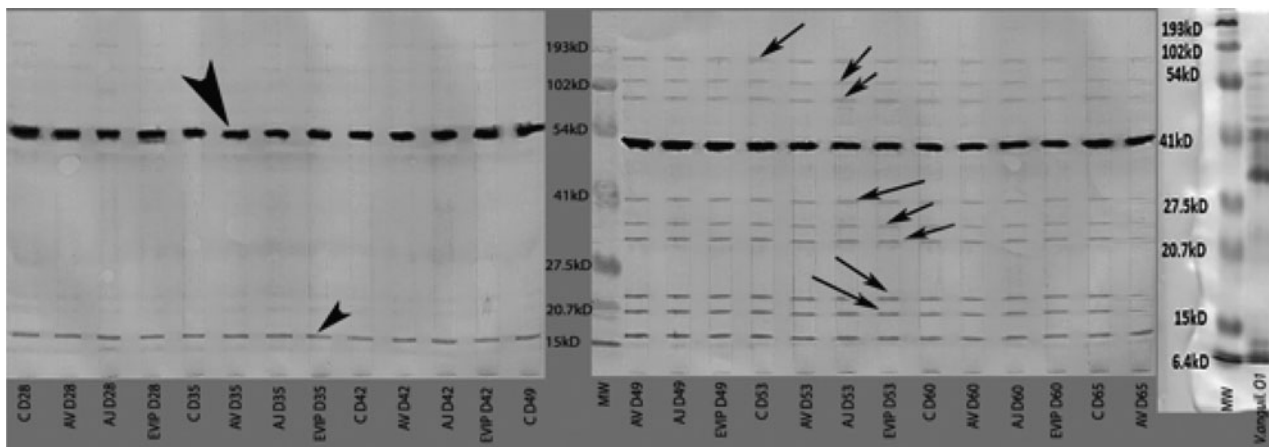 193kD
102kD
54kD
41kD
27.5kD
20.7kD
15kD
193kD
102kD
54kD
41kD
27.5kD
20.7kD
15kD
6.4kD
C D28
AV D28
AJ D28
EVIP D28
C D35
AV D35
AJ D35
EVIP D35
C D42
AV D42
AJ D42
EVIP D42
C D49
MW
AV D49
AJ D49
EVIP D49
C D53
AV D53
AJ D53
EVIP D53
C D60
AV D60
AJ D60
EVIP D60
C D65
AV D65
MW
V.anguil. O1